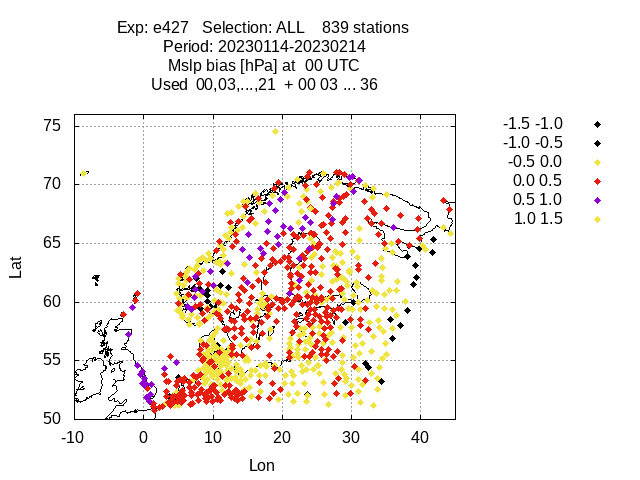 Exp: e427 Selection: ALL 839 stations
Period: 20230114-20230214
Mslp bias [hPa] at 00 UTC
Used 00,03,...,21 + 00 03 ... 36
-1.5 -1.0
-1.0 -0.5
-0.5 0.0
0.0 0.5
0.5 1.0
1.0 1.5
75
70
65
60
55
50
Lat
-10 0 10 20 30 40
Lon